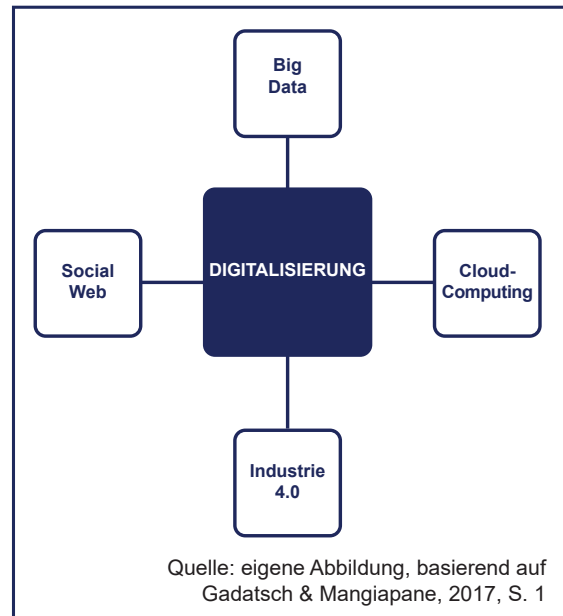 Big
Data
Social
Web
DIGITALISIERUNG
Cloud-
Computing
Industrie
4.0
Quelle: eigene Abbildung, basierend auf
Gadatsch & Mangiapane, 2017, S. 1